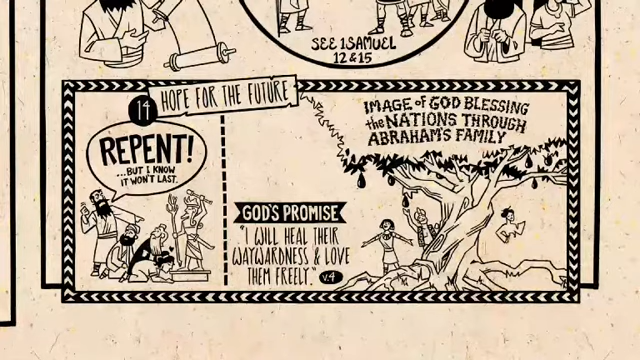 SEE 1 SAMUEL
12 & 15
14
HOPE FOR THE FUTURE
REPENT!
...BUT I KNOW
IT WON'T LAST.
GOD'S PROMISE
"I WILL HEAL THEIR
WAYWARDNESS & LOVE
THEM FREELY."
v.4
IMAGE of GOD BLESSING
the NATIONS THROUGH
ABRAHAM'S FAMILY